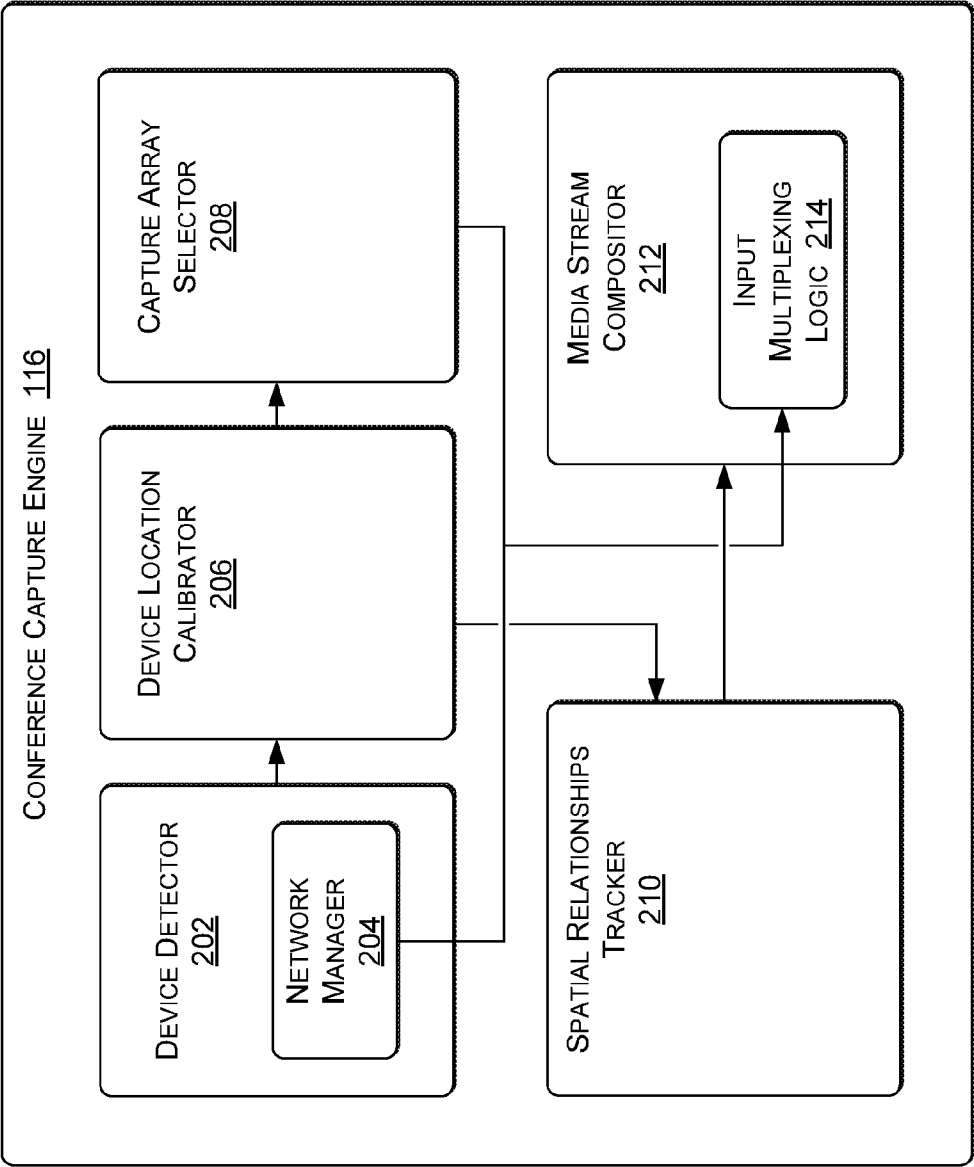 CONFERENCE CAPTURE ENGINE 116
DEVICE DETECTOR
202
NETWORK
MANAGER
204
DEVICE LOCATION
CALIBRATOR
206
CAPTURE ARRAY
SELECTOR
208
SPATIAL RELATIONSHIPS
TRACKER
210
MEDIA STREAM
COMPOSITOR
212
INPUT
MULTIPLEXING
LOGIC 214